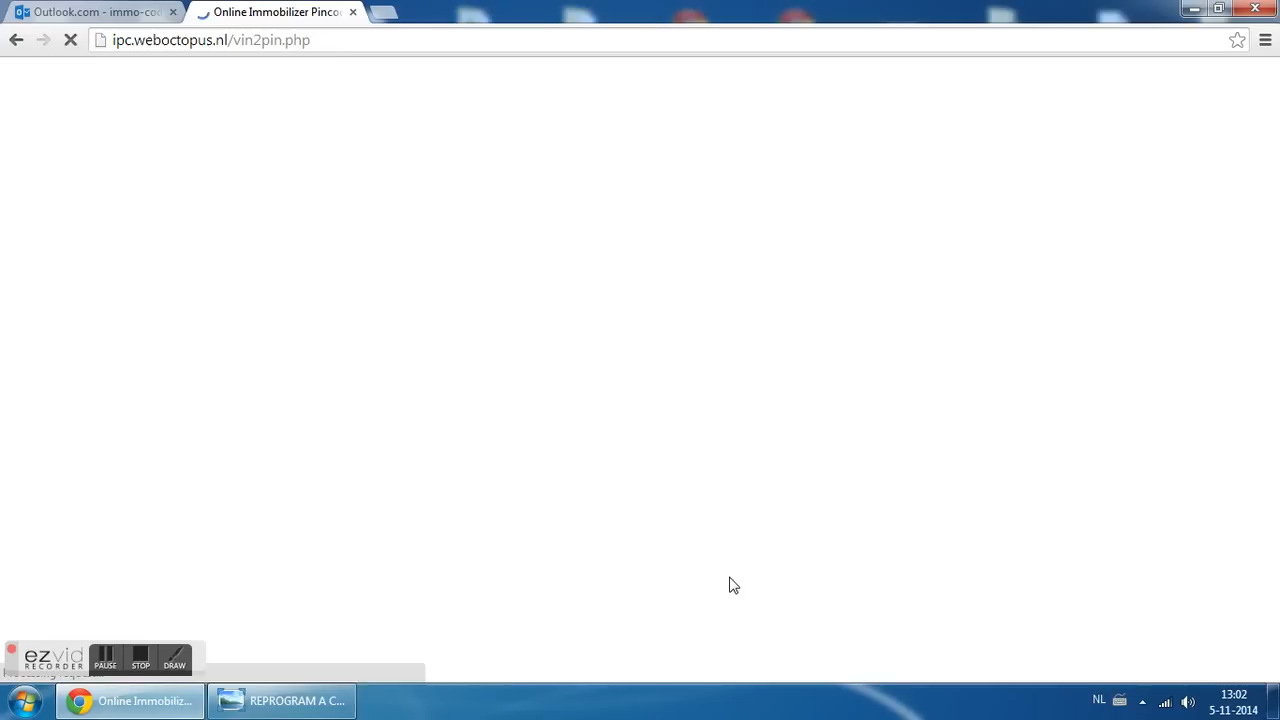 Outlook.com - immo-cod
Online Immobilizer Pinco
ipc.weboctopus.nl/vin2pin.php
ezvid
RECORDER
PAUSE
STOP
DRAW
Online Immobiliz...
REPROGRAM A C...
NL
13:02
5-11-2014